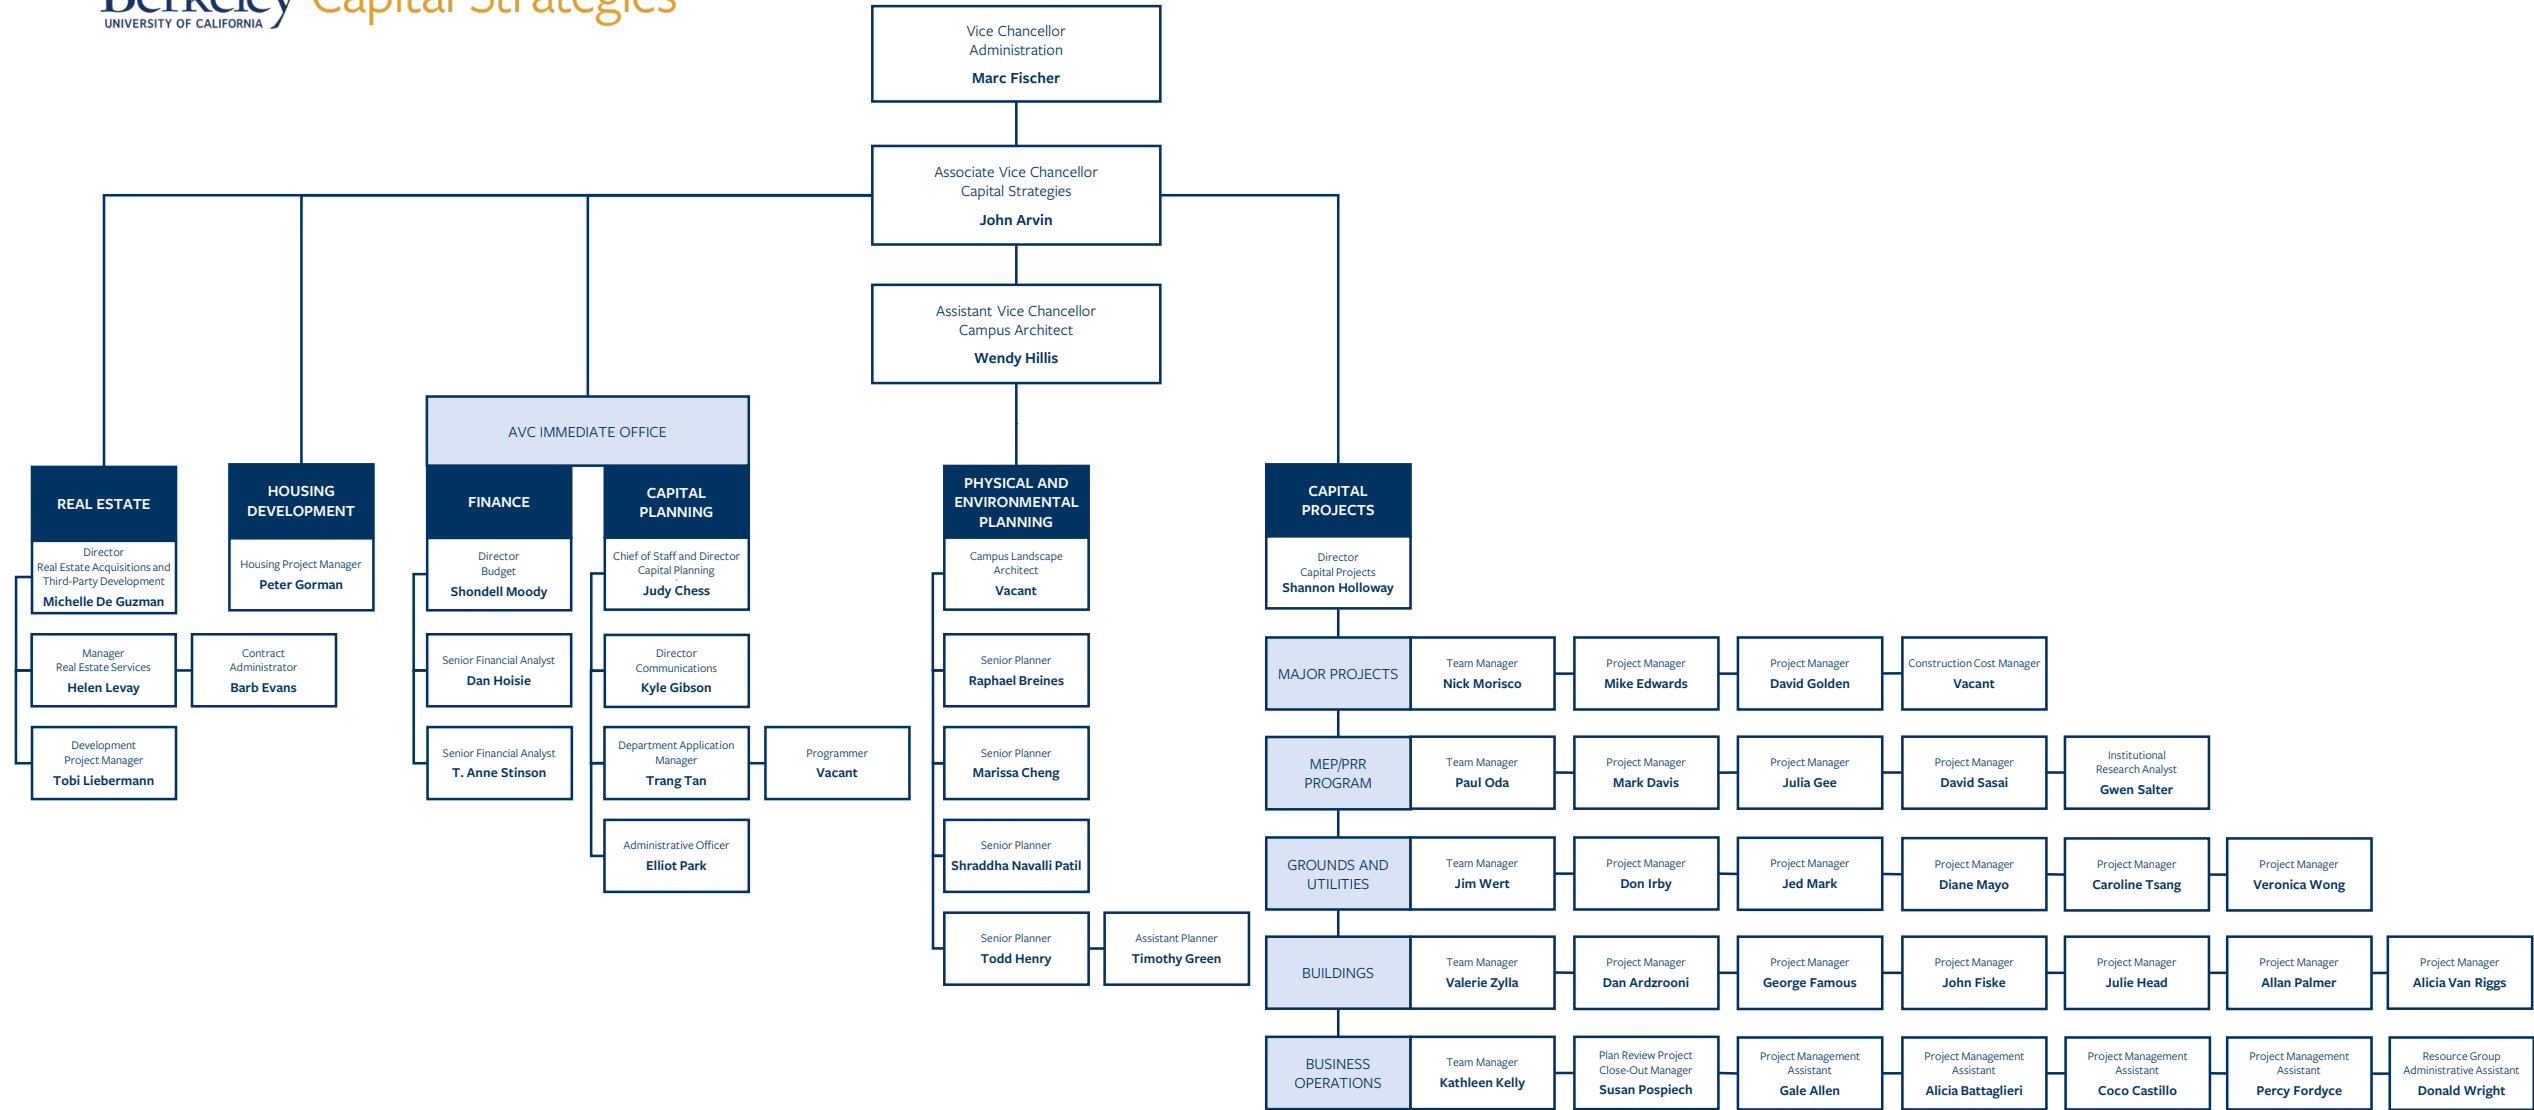 Berkeley Capital Strategies
UNIVERSITY OF CALIFORNIA
Vice Chancellor
Administration
Marc Fischer
Associate Vice Chancellor
Capital Strategies
John Arvin
Assistant Vice Chancellor
Campus Architect
Wendy Hillis
AVC IMMEDIATE OFFICE
REAL ESTATE
Director
Real Estate Acquisitions and
Third-Party Development
Michelle De Guzman
Manager
Real Estate Services
Helen Levay
Contract
Administrator
Barb Evans
Development
Project Manager
Tobi Liebermann
HOUSING
DEVELOPMENT
Housing Project Manager
Peter Gorman
FINANCE
Director
Budget
Shondell Moody
Senior Financial Analyst
Dan Hoisie
Senior Financial Analyst
T. Anne Stinson
CAPITAL
PLANNING
Chief of Staff and Director
Capital Planning
Judy Chess
Director
Communications
Kyle Gibson
Department Application
Manager
Trang Tan
Programmer
Vacant
Administrative Officer
Elliot Park
PHYSICAL AND
ENVIRONMENTAL
PLANNING
Campus Landscape
Architect
Vacant
Senior Planner
Raphael Breines
Senior Planner
Marissa Cheng
Senior Planner
Shraddha Navalli Patil
Senior Planner
Todd Henry
Assistant Planner
Timothy Green
CAPITAL
PROJECTS
Director
Capital Projects
Shannon Holloway
MAJOR PROJECTS
Team Manager
Nick Morisco
Project Manager
Mike Edwards
Project Manager
David Golden
Construction Cost Manager
Vacant
MEP/PRR
PROGRAM
Team Manager
Paul Oda
Project Manager
Mark Davis
Project Manager
Julia Gee
Project Manager
David Sasai
Institutional
Research Analyst
Gwen Salter
GROUNDS AND
UTILITIES
Team Manager
Jim Wert
Project Manager
Don Irby
Project Manager
Jed Mark
Project Manager
Diane Mayo
Project Manager
Caroline Tsang
Project Manager
Veronica Wong
BUILDINGS
Team Manager
Valerie Zylla
Project Manager
Dan Ardzrooni
Project Manager
George Famous
Project Manager
John Fiske
Project Manager
Julie Head
Project Manager
Allan Palmer
Project Manager
Alicia Van Riggs
BUSINESS
OPERATIONS
Team Manager
Kathleen Kelly
Plan Review Project
Close-Out Manager
Susan Pospiech
Project Management
Assistant
Gale Allen
Project Management
Assistant
Alicia Battaglieri
Project Management
Assistant
Coco Castillo
Project Management
Assistant
Percy Fordyce
Resource Group
Administrative Assistant
Donald Wright